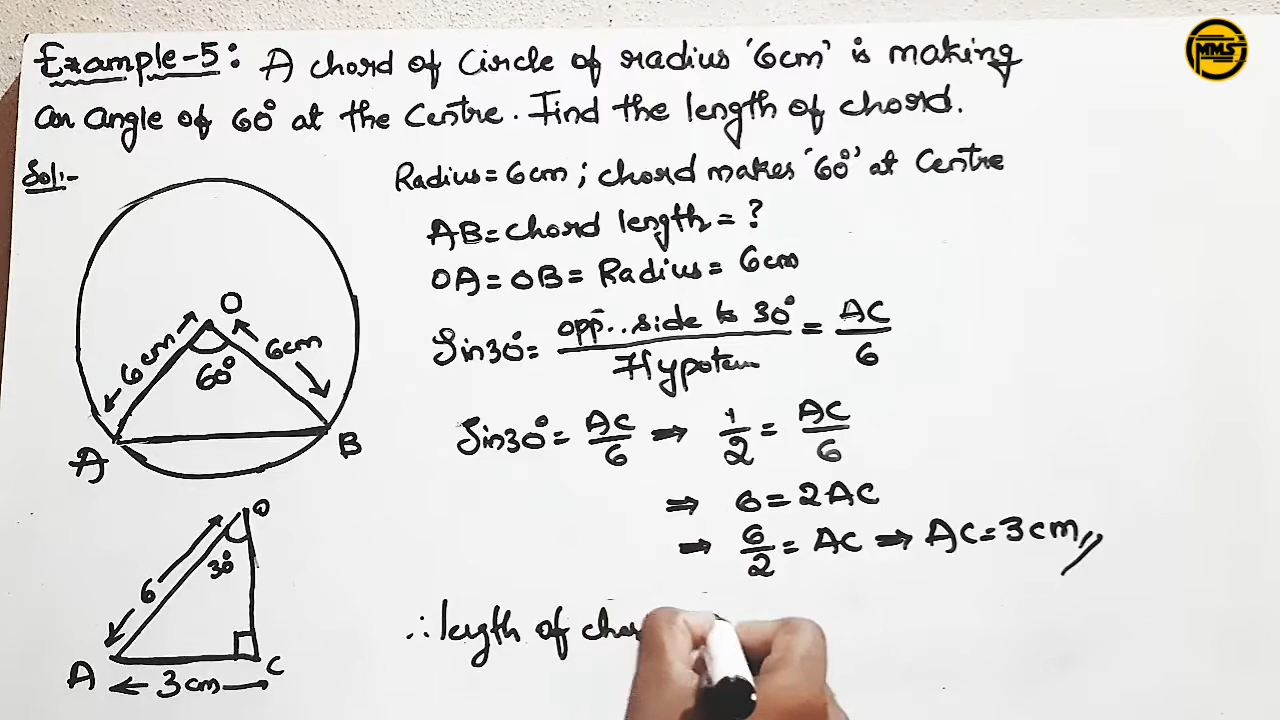 Example-5: A chord of Circle of radius '6cm' is making
an angle of 60° at the Centre. Find the length of chord.
Sol:-
Radius = 6cm ; chord makes '60°' at Centre
AB = chord length = ?
OA = OB = Radius = 6cm
Sin30° = opp. side to 30° / Hypoten = AC / 6
Sin30° = AC / 6 ⇒ 1/2 = AC / 6
⇒ 6 = 2AC
⇒ 6/2 = AC ⇒ AC = 3cm //
∴ length of
O
6cm
6cm
60°
A
B
O
30°
6
A
C
3cm
MMS